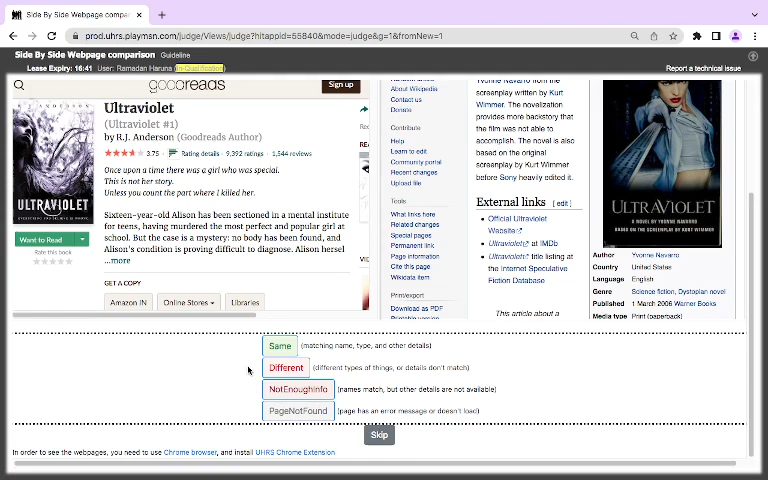 Side By Side Webpage compari
prod.uhrs.playmsn.com/judge/Views/judge?hitappid=55840&mode=judge&g=1&fromNew=1
Side By Side Webpage comparison Guideline
Lease Expiry: 16:41 User: Ramadan Haruna (In-Qualification)
Report a technical issue
goodreads
Sign up
ULTRAVIOLET
Ultraviolet
(Ultraviolet #1)
by R.J. Anderson (Goodreads Author)
3.75 Rating details · 9,392 ratings · 1,544 reviews
Once upon a time there was a girl who was special.
This is not her story.
Unless you count the part where I killed her.
Sixteen-year-old Alison has been sectioned in a mental institute
for teens, having murdered the most perfect and popular girl at
school. But the case is a mystery: no body has been found, and
Alison's condition is proving difficult to diagnose. Alison hersel
...more
Want to Read
Rate this book
GET A COPY
Amazon IN Online Stores Libraries
Rec
REA
VID
About Wikipedia
Contact us
Donate
Contribute
Help
Learn to edit
Community portal
Recent changes
Upload file
Tools
What links here
Related changes
Special pages
Permanent link
Page information
Cite this page
Wikidata item
Print/export
Download as PDF
Printable version
Yvonne Navarro from the
screenplay written by Kurt
Wimmer. The novelization
provides more backstory that
the film was not able to
accomplish. The novel is also
based on the original
screenplay by Kurt Wimmer
before Sony heavily edited it.
External links [ edit ]
Official Ultraviolet
Website
Ultraviolet at IMDb
Ultraviolet title listing at
the Internet Speculative
Fiction Database
This article about a
ULTRAVIOLET
A NOVEL BY YVONNE NAVARRO
BASED ON THE SCREENPLAY BY KURT WIMMER
Author Yvonne Navarro
Country United States
Language English
Genre Science fiction, Dystopian novel
Published 1 March 2006 Warner Books
Media type Print (paperback)
Same (matching name, type, and other details)
Different (different types of things, or details don't match)
NotEnoughInfo (names match, but other details are not available)
PageNotFound (page has an error message or doesn't load)
Skip
In order to see the webpages, you need to use Chrome browser, and install UHRS Chrome Extension